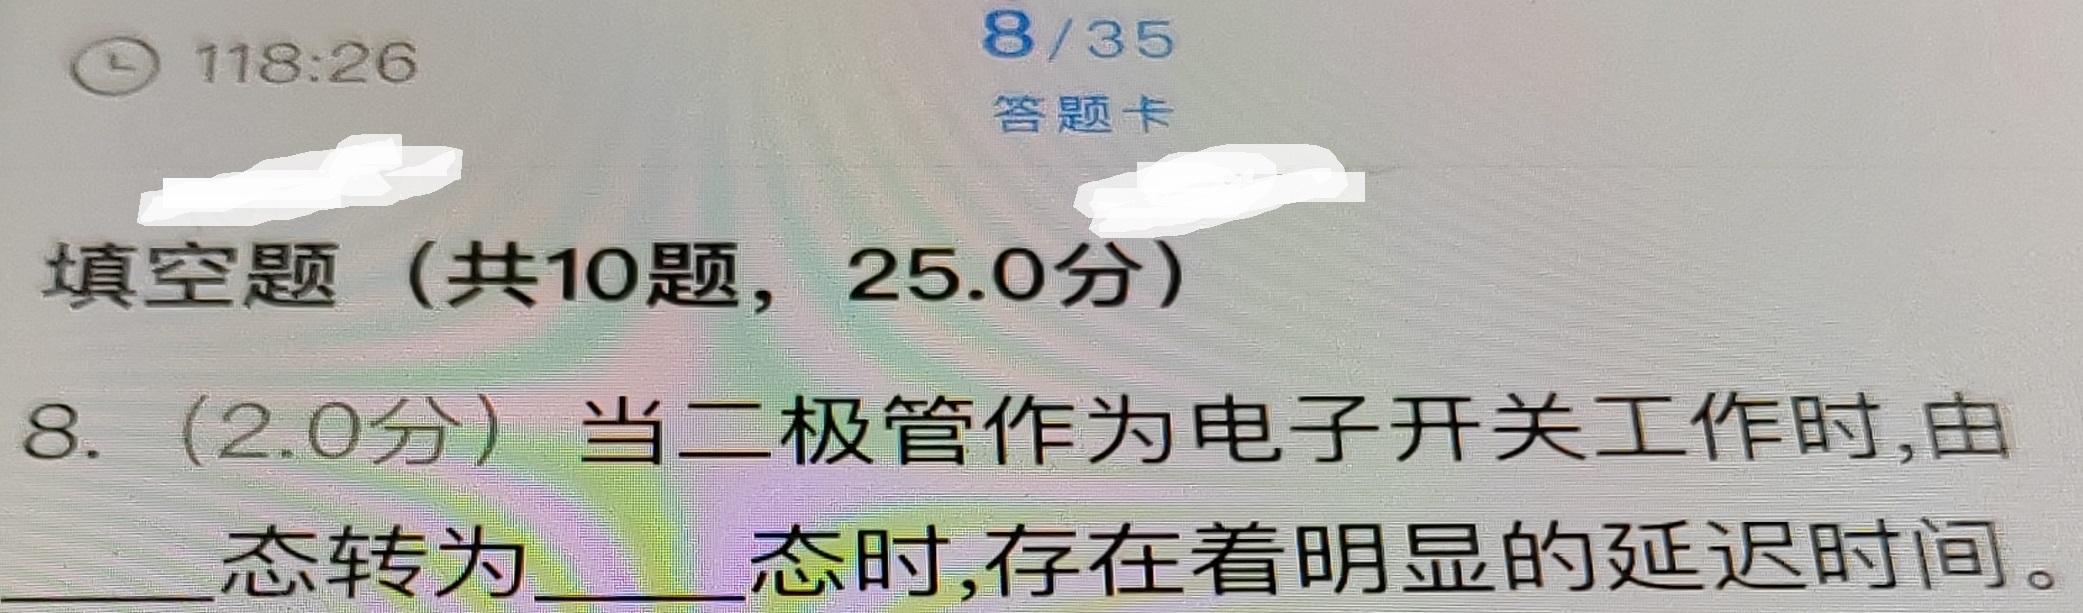 118:26
8/35
答题卡
填空题（共10题，25.0分）
8.（2.0分）当二极管作为电子开关工作时,由
_____态转为_____态时,存在着明显的延迟时间。